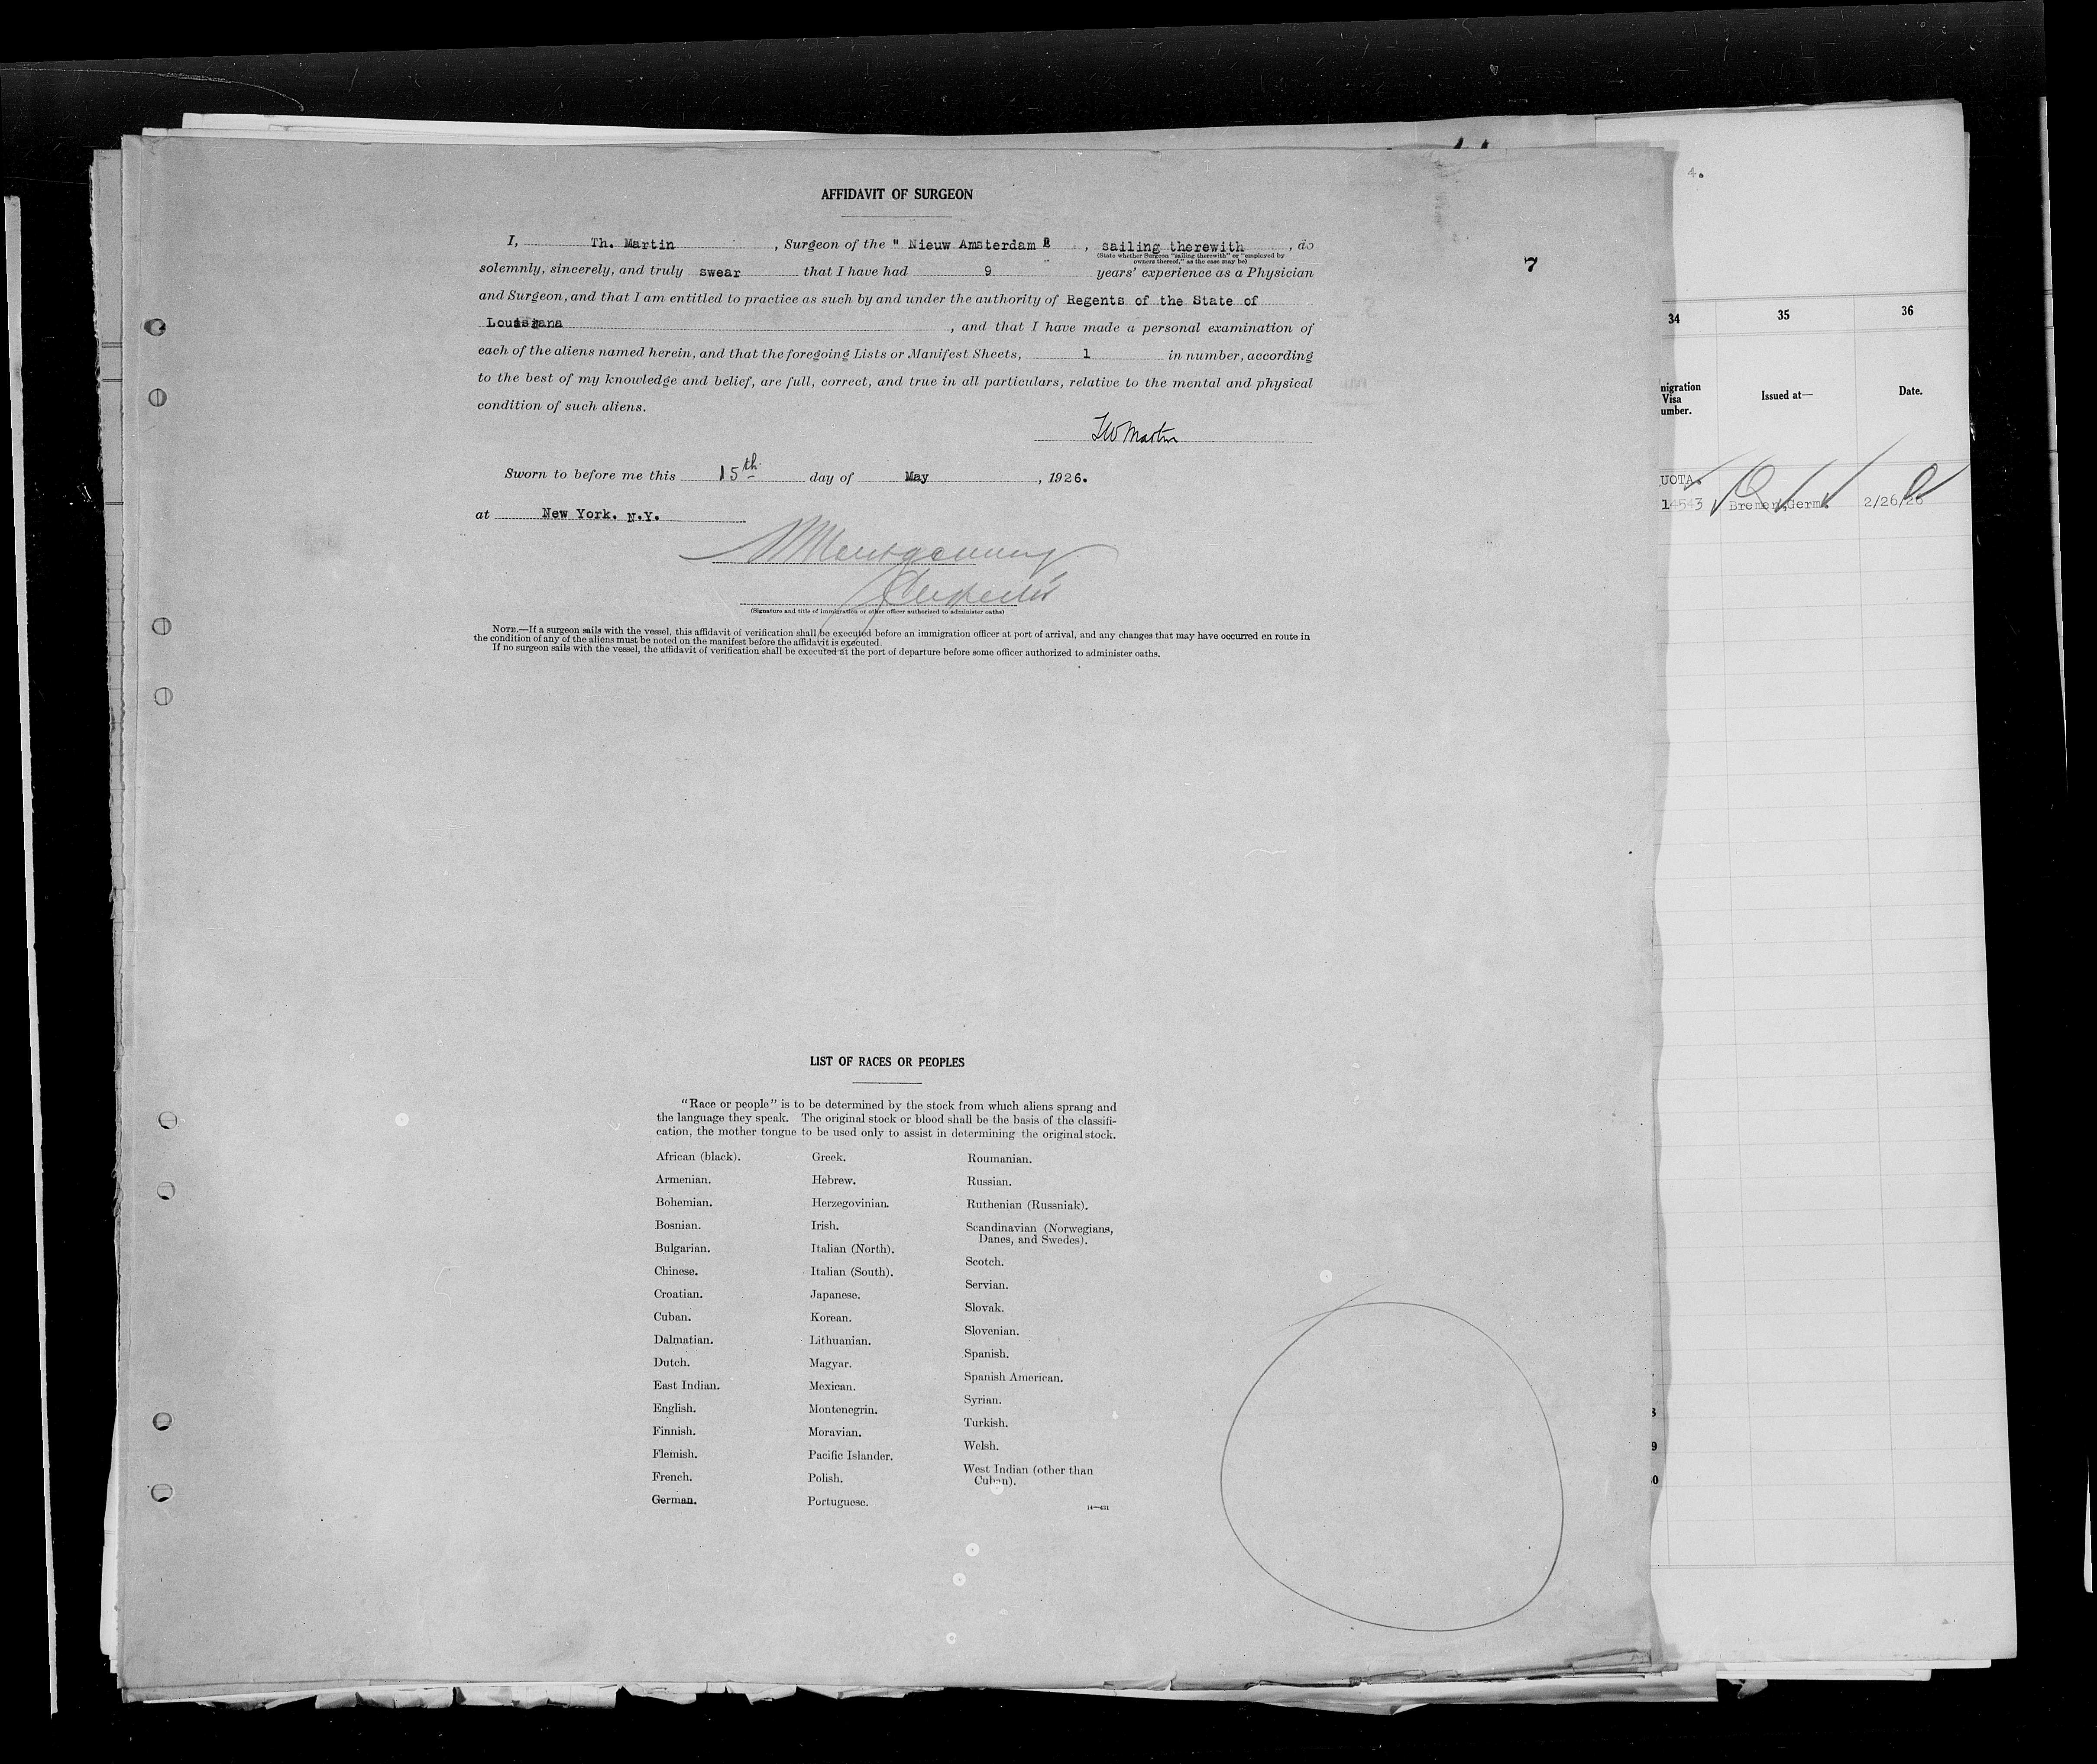 AFFIDAVIT OF SURGEON
I, Th. Martin , Surgeon of the " Nieuw Amsterdam " , sailing therewith , do
(State whether Surgeon "sailing therewith" or "employed by
owners thereof," as the case may be)
solemnly, sincerely, and truly swear that I have had 9 years' experience as a Physician
and Surgeon, and that I am entitled to practice as such by and under the authority of Regents of the State of
Louisiana , and that I have made a personal examination of
each of the aliens named herein, and that the foregoing Lists or Manifest Sheets, 1 in number, according
to the best of my knowledge and belief, are full, correct, and true in all particulars, relative to the mental and physical
condition of such aliens.
Martin
Sworn to before me this 15th day of May , 1926.
at New York. N.Y.
Montgomery
(Signature and title of immigration or other officer authorized to administer oaths)
NOTE.—If a surgeon sails with the vessel, this affidavit of verification shall be executed before an immigration officer at port of arrival, and any changes that may have occurred en route in
the condition of any of the aliens must be noted on the manifest before the affidavit is executed.
If no surgeon sails with the vessel, the affidavit of verification shall be executed at the port of departure before some officer authorized to administer oaths.
7
LIST OF RACES OR PEOPLES
"Race or people" is to be determined by the stock from which aliens sprang and
the language they speak. The original stock or blood shall be the basis of the classifi-
cation, the mother tongue to be used only to assist in determining the original stock.
African (black).
Armenian.
Bohemian.
Bosnian.
Bulgarian.
Chinese.
Croatian.
Cuban.
Dalmatian.
Dutch.
East Indian.
English.
Finnish.
Flemish.
French.
German.
Greek.
Hebrew.
Herzegovinian.
Irish.
Italian (North).
Italian (South).
Japanese.
Korean.
Lithuanian.
Magyar.
Mexican.
Montenegrin.
Moravian.
Pacific Islander.
Polish.
Portuguese.
Roumanian.
Russian.
Ruthenian (Russniak).
Scandinavian (Norwegians,
Danes, and Swedes).
Scotch.
Servian.
Slovak.
Slovenian.
Spanish.
Spanish American.
Syrian.
Turkish.
Welsh.
West Indian (other than
Cuban).
14—431
4.
34 35 36
nigration
Visa
umber.
Issued at—
Date.
UOTA.
14543 Bremen, Germ. 2/26/26
8
9
0